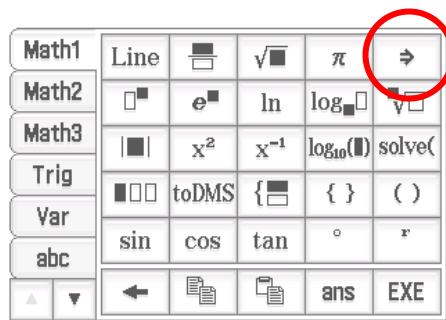 Math1 Line √■ π ⇒
Math2 □■ e■ ln log■□ ■√□
Math3 |■| x² x⁻¹ log₁₀(■) solve(
Trig ■□□ toDMS { { } ( )
Var sin cos tan ° r
abc
ans EXE